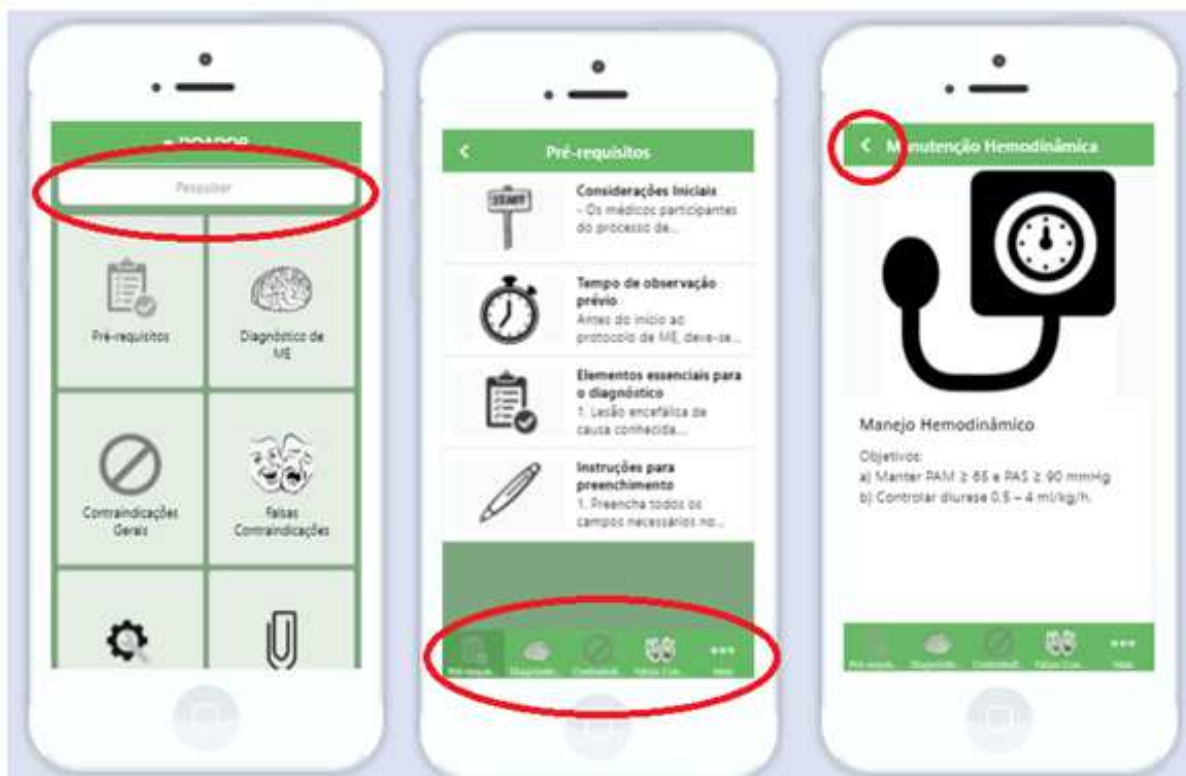 Pesquisar
Pré-requisitos
Diagnóstico de
ME
Contraindicações
Gerais
Falsas
Contraindicações
Pré-requisitos
START
Considerações Iniciais
- Os médicos participantes
do processo de...
Tempo de observação
prévio
Antes do início ao
protocolo de ME, deve-se...
Elementos essenciais para
o diagnóstico
1. Lesão encefálica de
causa conhecida....
Instruções para
preenchimento
1. Preencha todos os
campos necessários no...
Manutenção Hemodinâmica
Manejo Hemodinâmico
Objetivos:
a) Manter PAM ≥ 65 e PAS ≥ 90 mmHg
b) Controlar diurese 0,5 – 4 ml/kg/h.